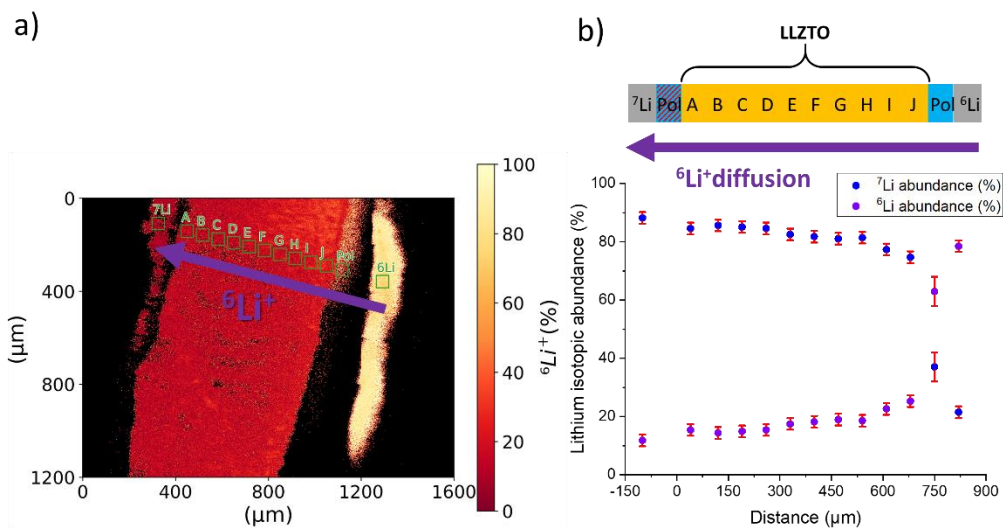 a)
7Li
A B C D E F G H I J Pol
6Li
⁶Li⁺
0
400
800
1200
(μm)
0 400 800 1200 1600
(μm)
100
80
60
40
20
0
⁶Li⁺ (%)
b)
LLZTO
⁷Li Pol A B C D E F G H I J Pol ⁶Li
⁶Li⁺diffusion
⁷Li abundance (%)
⁶Li abundance (%)
100
80
60
40
20
0
Lithium isotopic abundance (%)
-150 0 150 300 450 600 750 900
Distance (μm)